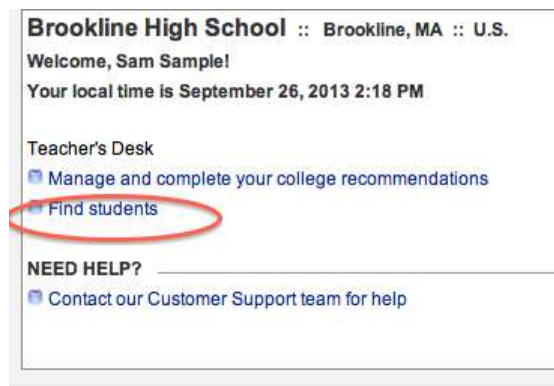 Brookline High School :: Brookline, MA :: U.S.
Welcome, Sam Sample!
Your local time is September 26, 2013 2:18 PM
Teacher's Desk
Manage and complete your college recommendations
Find students
NEED HELP?
Contact our Customer Support team for help